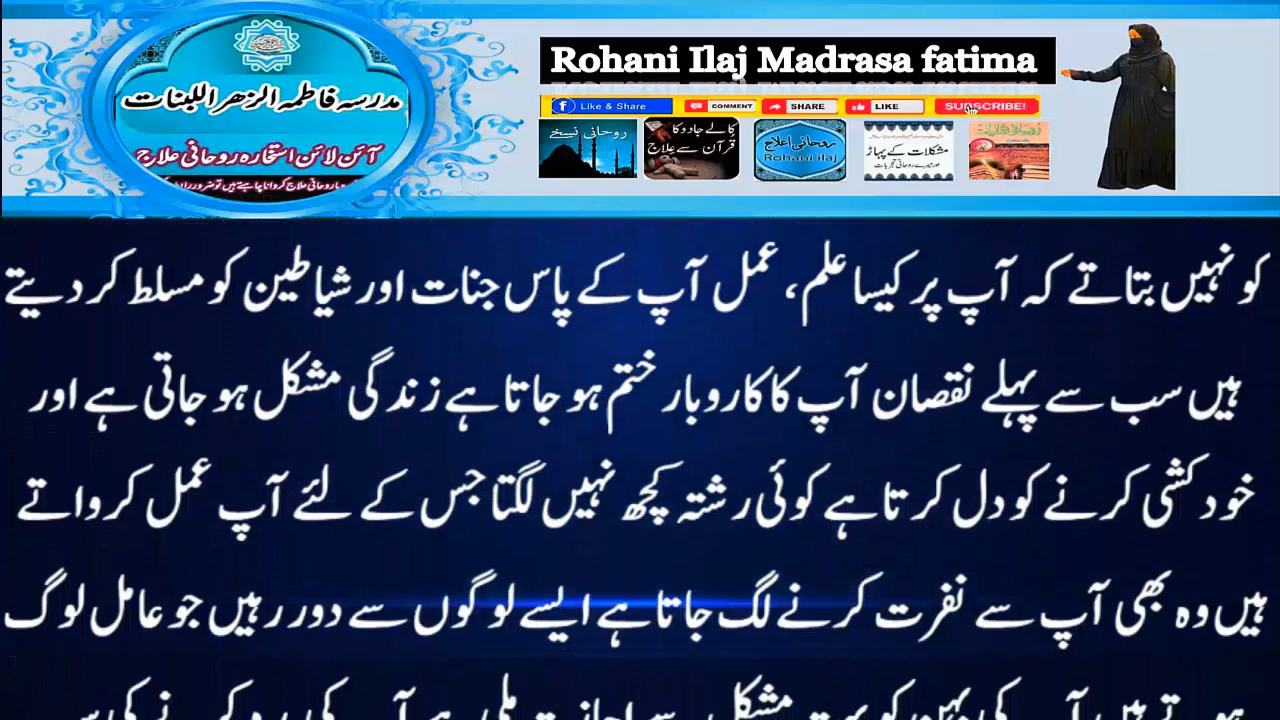 مدرسہ فاطمہ الزھرا للبنات
آئن لائن استخارہ روحانی علاج
Rohani Ilaj Madrasa fatima
Like & Share
COMMENT
SHARE
LIKE
SUBSCRIBE!
روحانی نسخے
کالے جادو کا
قرآن سے علاج
روحانی علاج
Rohani ilaj
مشکلات کے پہاڑ
کو نہیں بتاتے کہ آپ پر کیسا علم، عمل آپ کے پاس جنات اور شیاطین کو مسلط کر دیتے
ہیں سب سے پہلے نقصان آپ کا کاروبار ختم ہو جاتا ہے زندگی مشکل ہو جاتی ہے اور
خودکشی کرنے کو دل کرتا ہے کوئی رشتہ کچھ نہیں لگتا جس کے لئے آپ عمل کرواتے
ہیں وہ بھی آپ سے نفرت کرنے لگ جاتا ہے ایسے لوگوں سے دور رہیں جو عامل لوگ